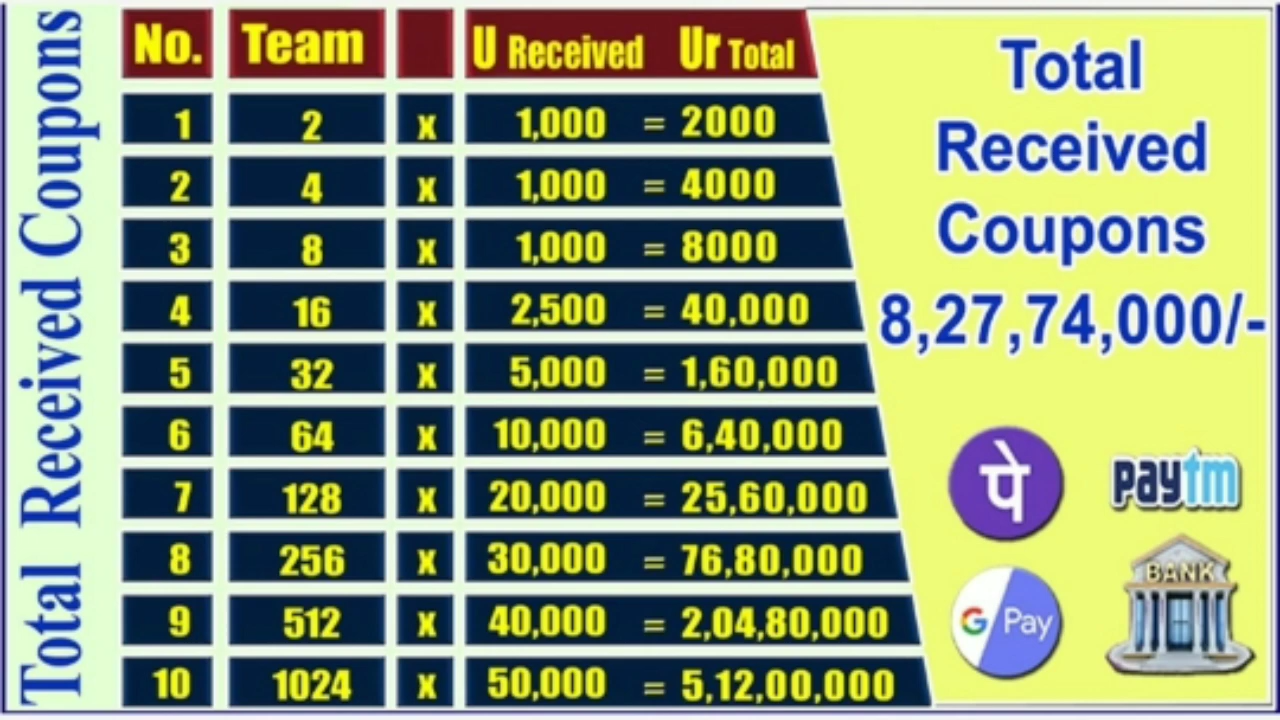 Total Received Coupons
No. Team U Received Ur Total
1 2 x 1,000 = 2000
2 4 x 1,000 = 4000
3 8 x 1,000 = 8000
4 16 x 2,500 = 40,000
5 32 x 5,000 = 1,60,000
6 64 x 10,000 = 6,40,000
7 128 x 20,000 = 25,60,000
8 256 x 30,000 = 76,80,000
9 512 x 40,000 = 2,04,80,000
10 1024 x 50,000 = 5,12,00,000
Total
Received
Coupons
8,27,74,000/-
पे
paytm
BANK
G Pay